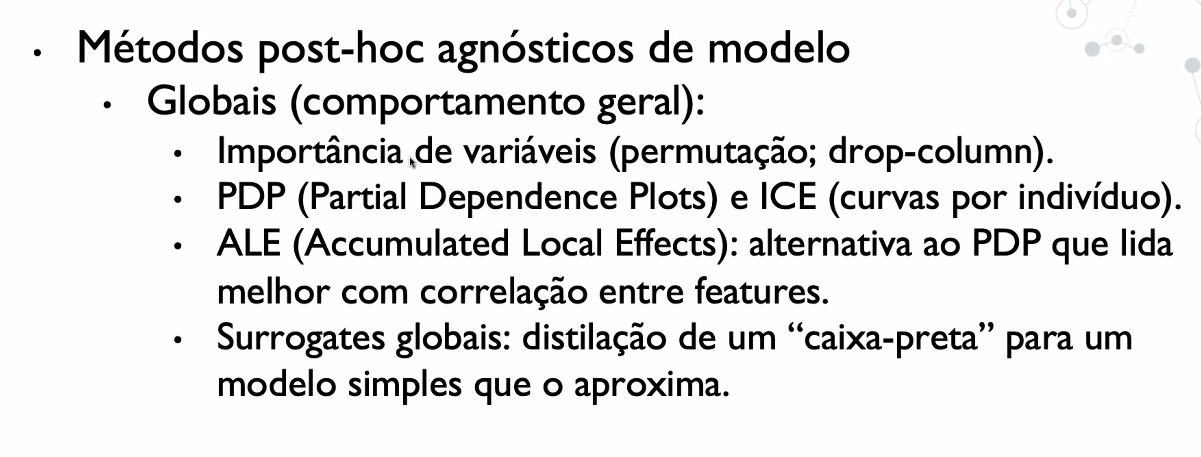 • Métodos post-hoc agnósticos de modelo
• Globais (comportamento geral):
• Importância de variáveis (permutação; drop-column).
• PDP (Partial Dependence Plots) e ICE (curvas por indivíduo).
• ALE (Accumulated Local Effects): alternativa ao PDP que lida
melhor com correlação entre features.
• Surrogates globais: distilação de um “caixa-preta” para um
modelo simples que o aproxima.